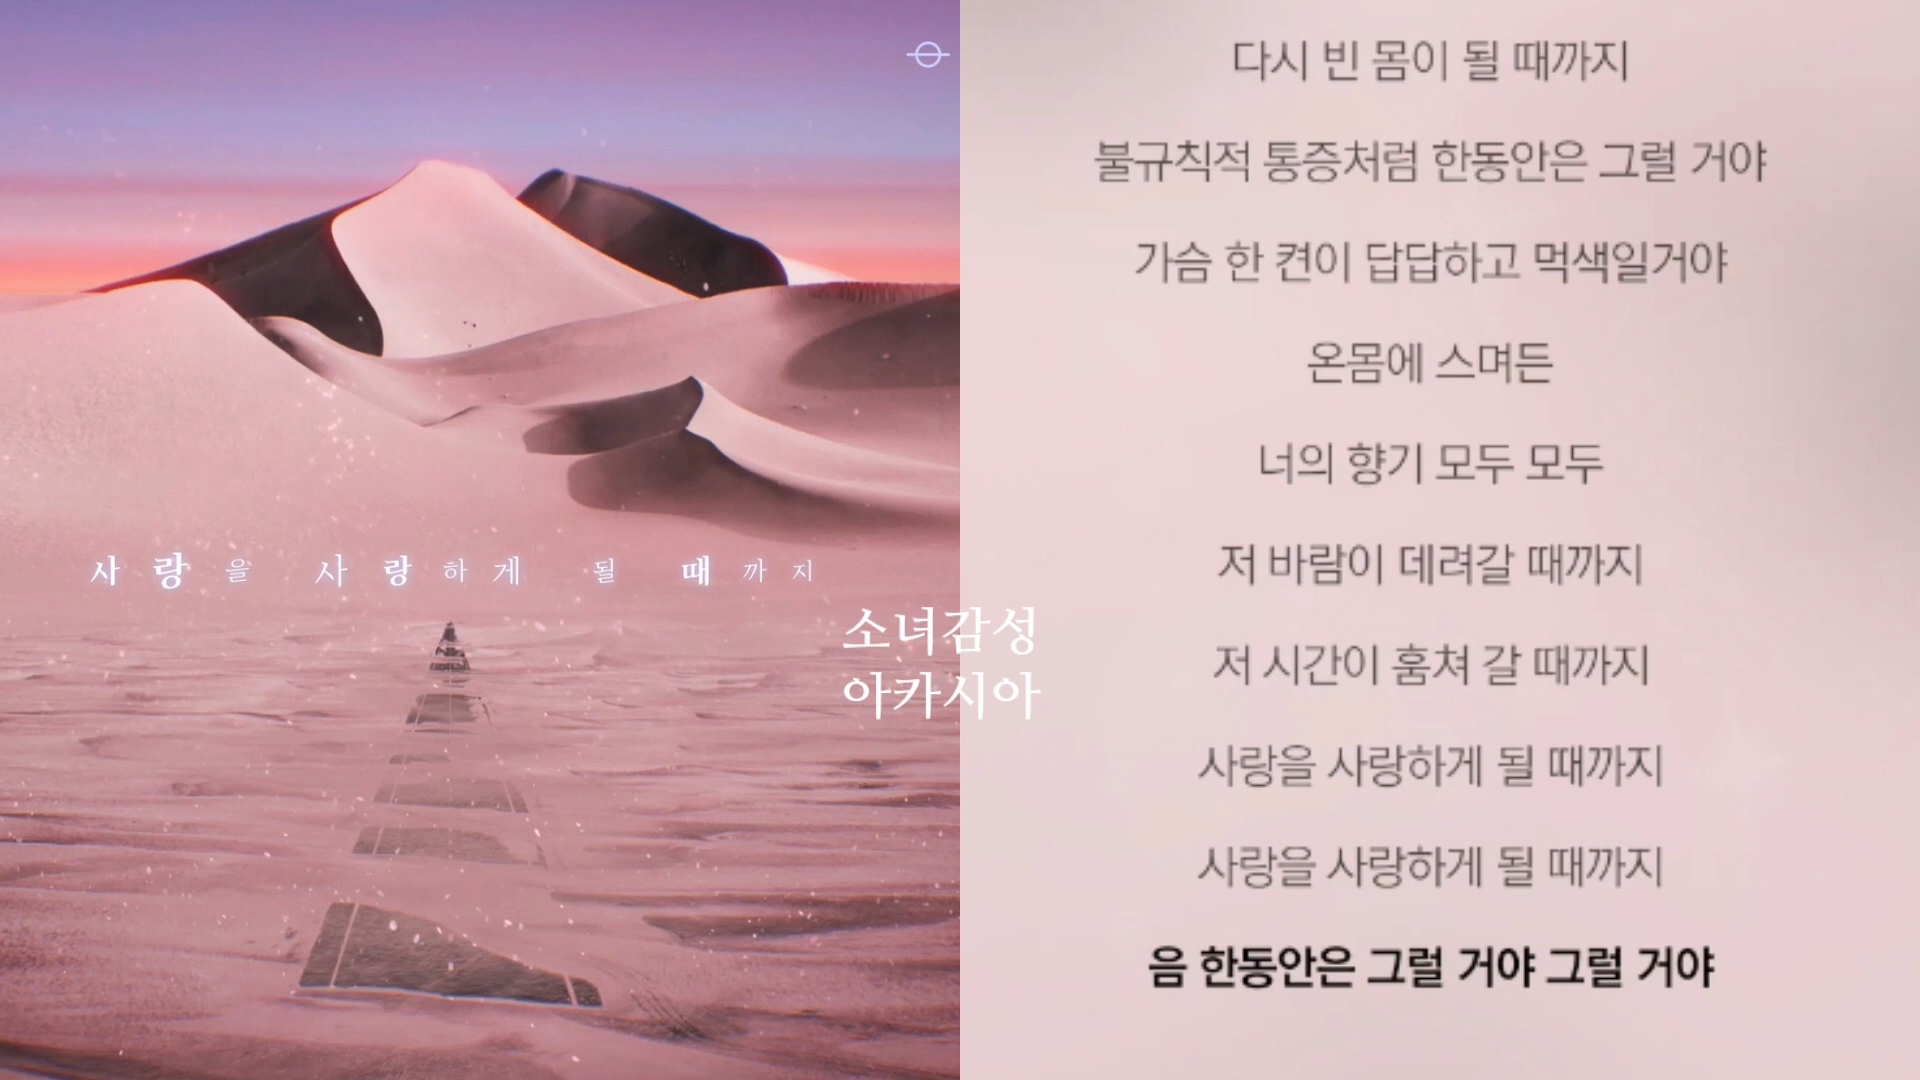 사랑을 사랑하게 될 때까지
소녀감성
아카시아
다시 빈 몸이 될 때까지
불규칙적 통증처럼 한동안은 그럴 거야
가슴 한 켠이 답답하고 먹색일거야
온몸에 스며든
너의 향기 모두 모두
저 바람이 데려갈 때까지
저 시간이 훔쳐 갈 때까지
사랑을 사랑하게 될 때까지
사랑을 사랑하게 될 때까지
음 한동안은 그럴 거야 그럴 거야